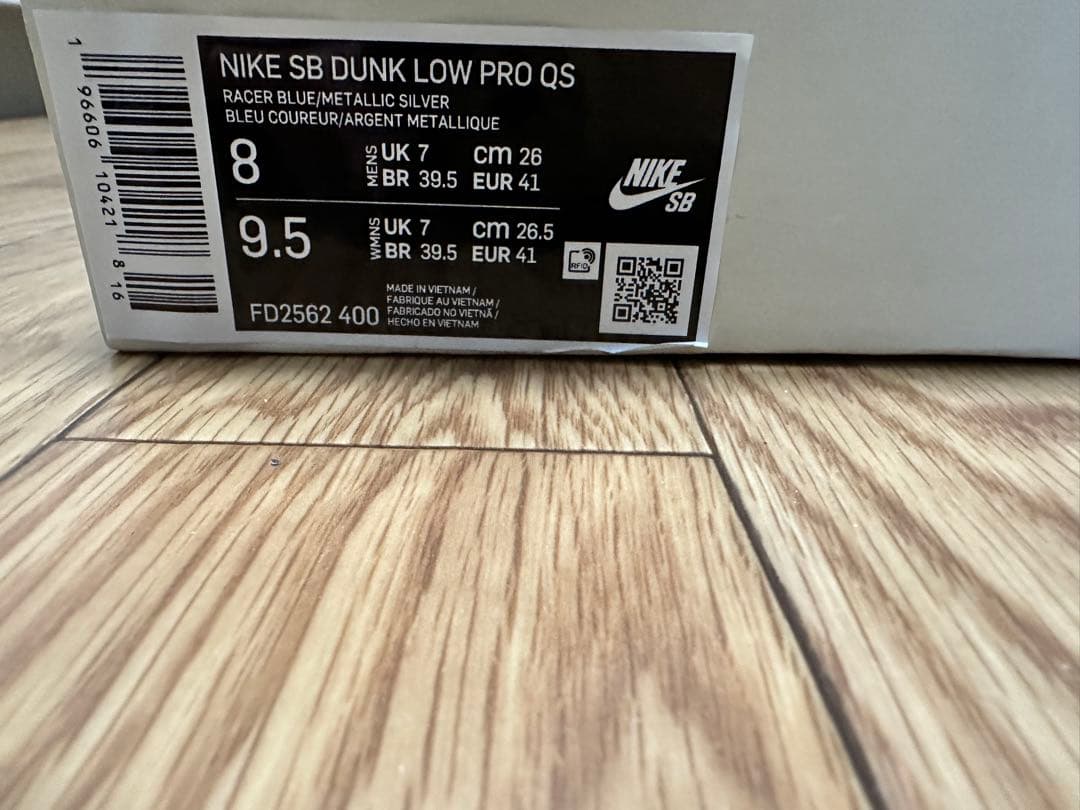 1 96606 10421 8 16
NIKE SB DUNK LOW PRO QS
RACER BLUE/METALLIC SILVER
BLEU COUREUR/ARGENT METALLIQUE
8 MENS UK 7 cm 26
BR 39.5 EUR 41
9.5 WMNS UK 7 cm 26.5
BR 39.5 EUR 41
FD2562 400
MADE IN VIETNAM /
FABRIQUE AU VIETNAM /
FABRICADO NO VIETNÃ /
HECHO EN VIETNAM
NIKE
SB
RFID